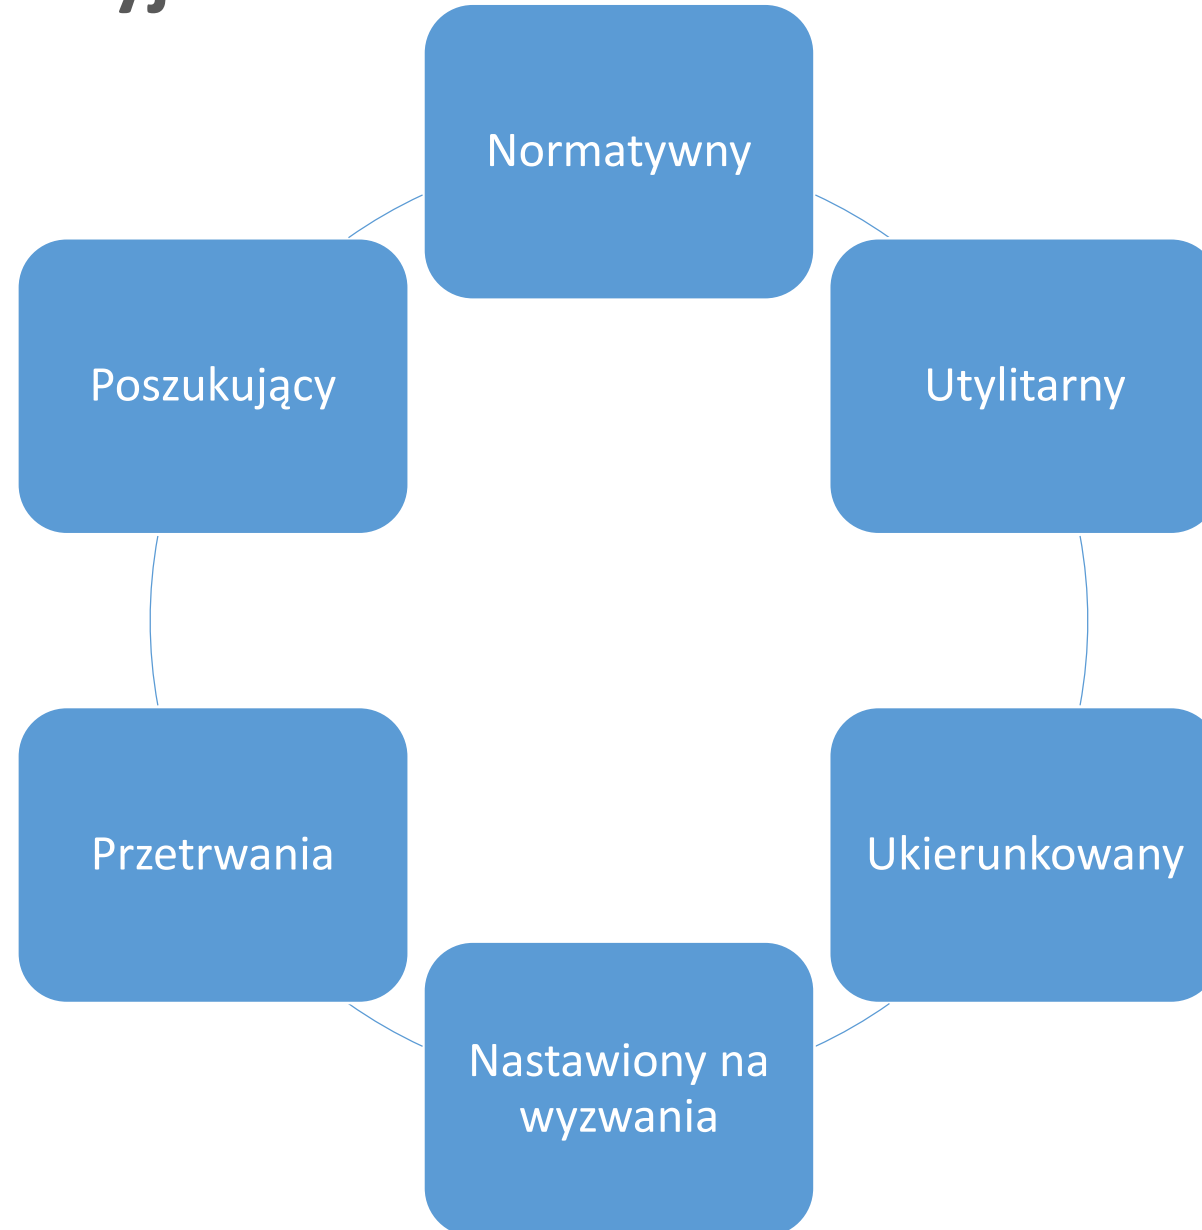 Normatywny
Utylitarny
Ukierunkowany
Nastawiony na
wyzwania
Przetrwania
Poszukujący